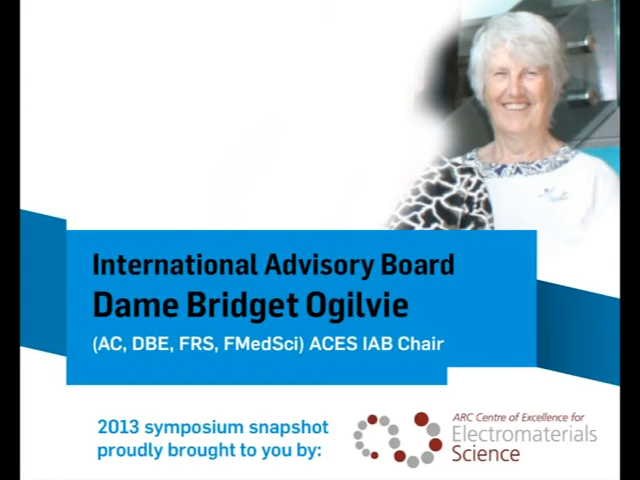 International Advisory Board
Dame Bridget Ogilvie
(AC, DBE, FRS, FMedSci) ACES IAB Chair
2013 symposium snapshot
proudly brought to you by:
ARC Centre of Excellence for
Electromaterials
Science